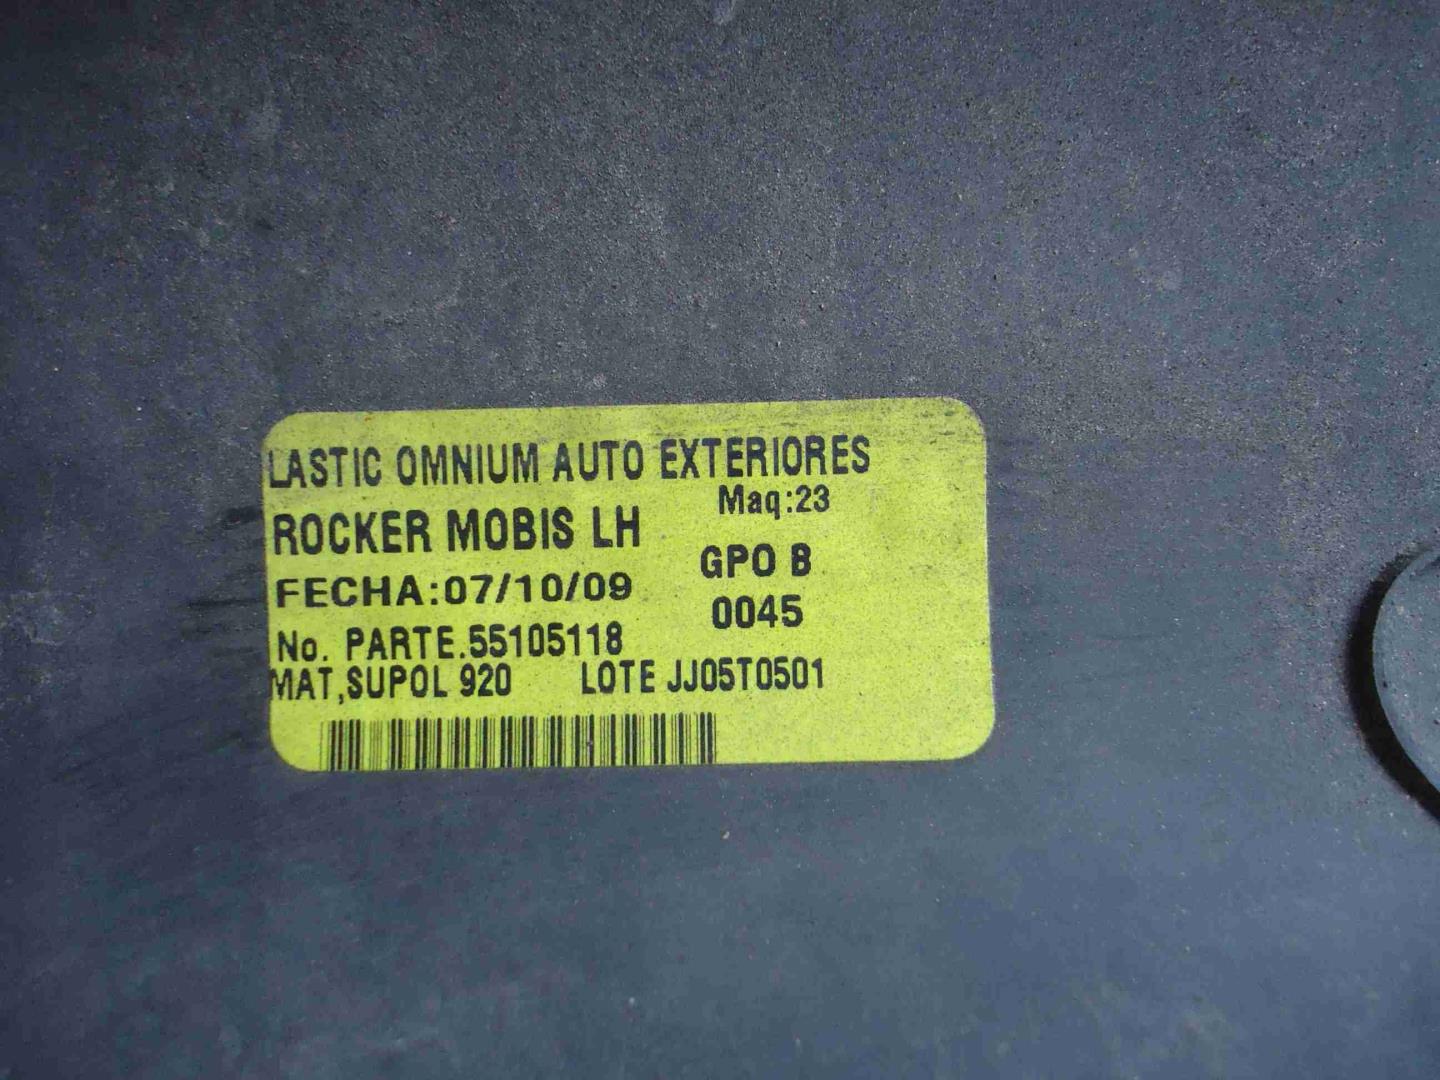 LASTIC OMNIUM AUTO EXTERIORES
Maq:23
ROCKER MOBIS LH
GPO B
FECHA:07/10/09
0045
No. PARTE.55105118
MAT,SUPOL 920 LOTE JJ05T0501